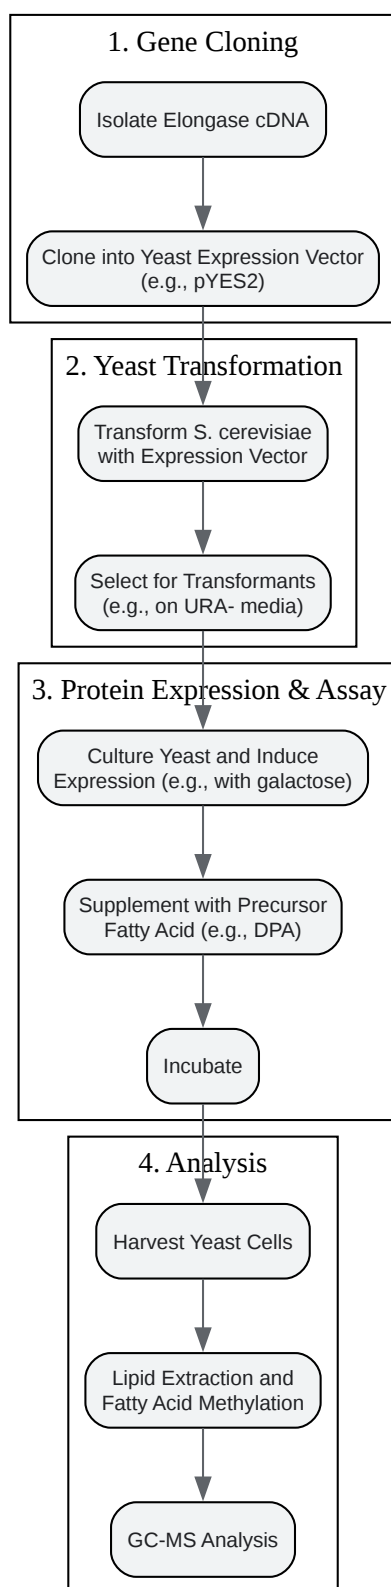 1. Gene Cloning
Isolate Elongase cDNA
Clone into Yeast Expression Vector
(e.g., pYES2)
2. Yeast Transformation
Transform S. cerevisiae
with Expression Vector
Select for Transformants
(e.g., on URA- media)
3. Protein Expression & Assay
Culture Yeast and Induce
Expression (e.g., with galactose)
Supplement with Precursor
Fatty Acid (e.g., DPA)
Incubate
4. Analysis
Harvest Yeast Cells
Lipid Extraction and
Fatty Acid Methylation
GC-MS Analysis